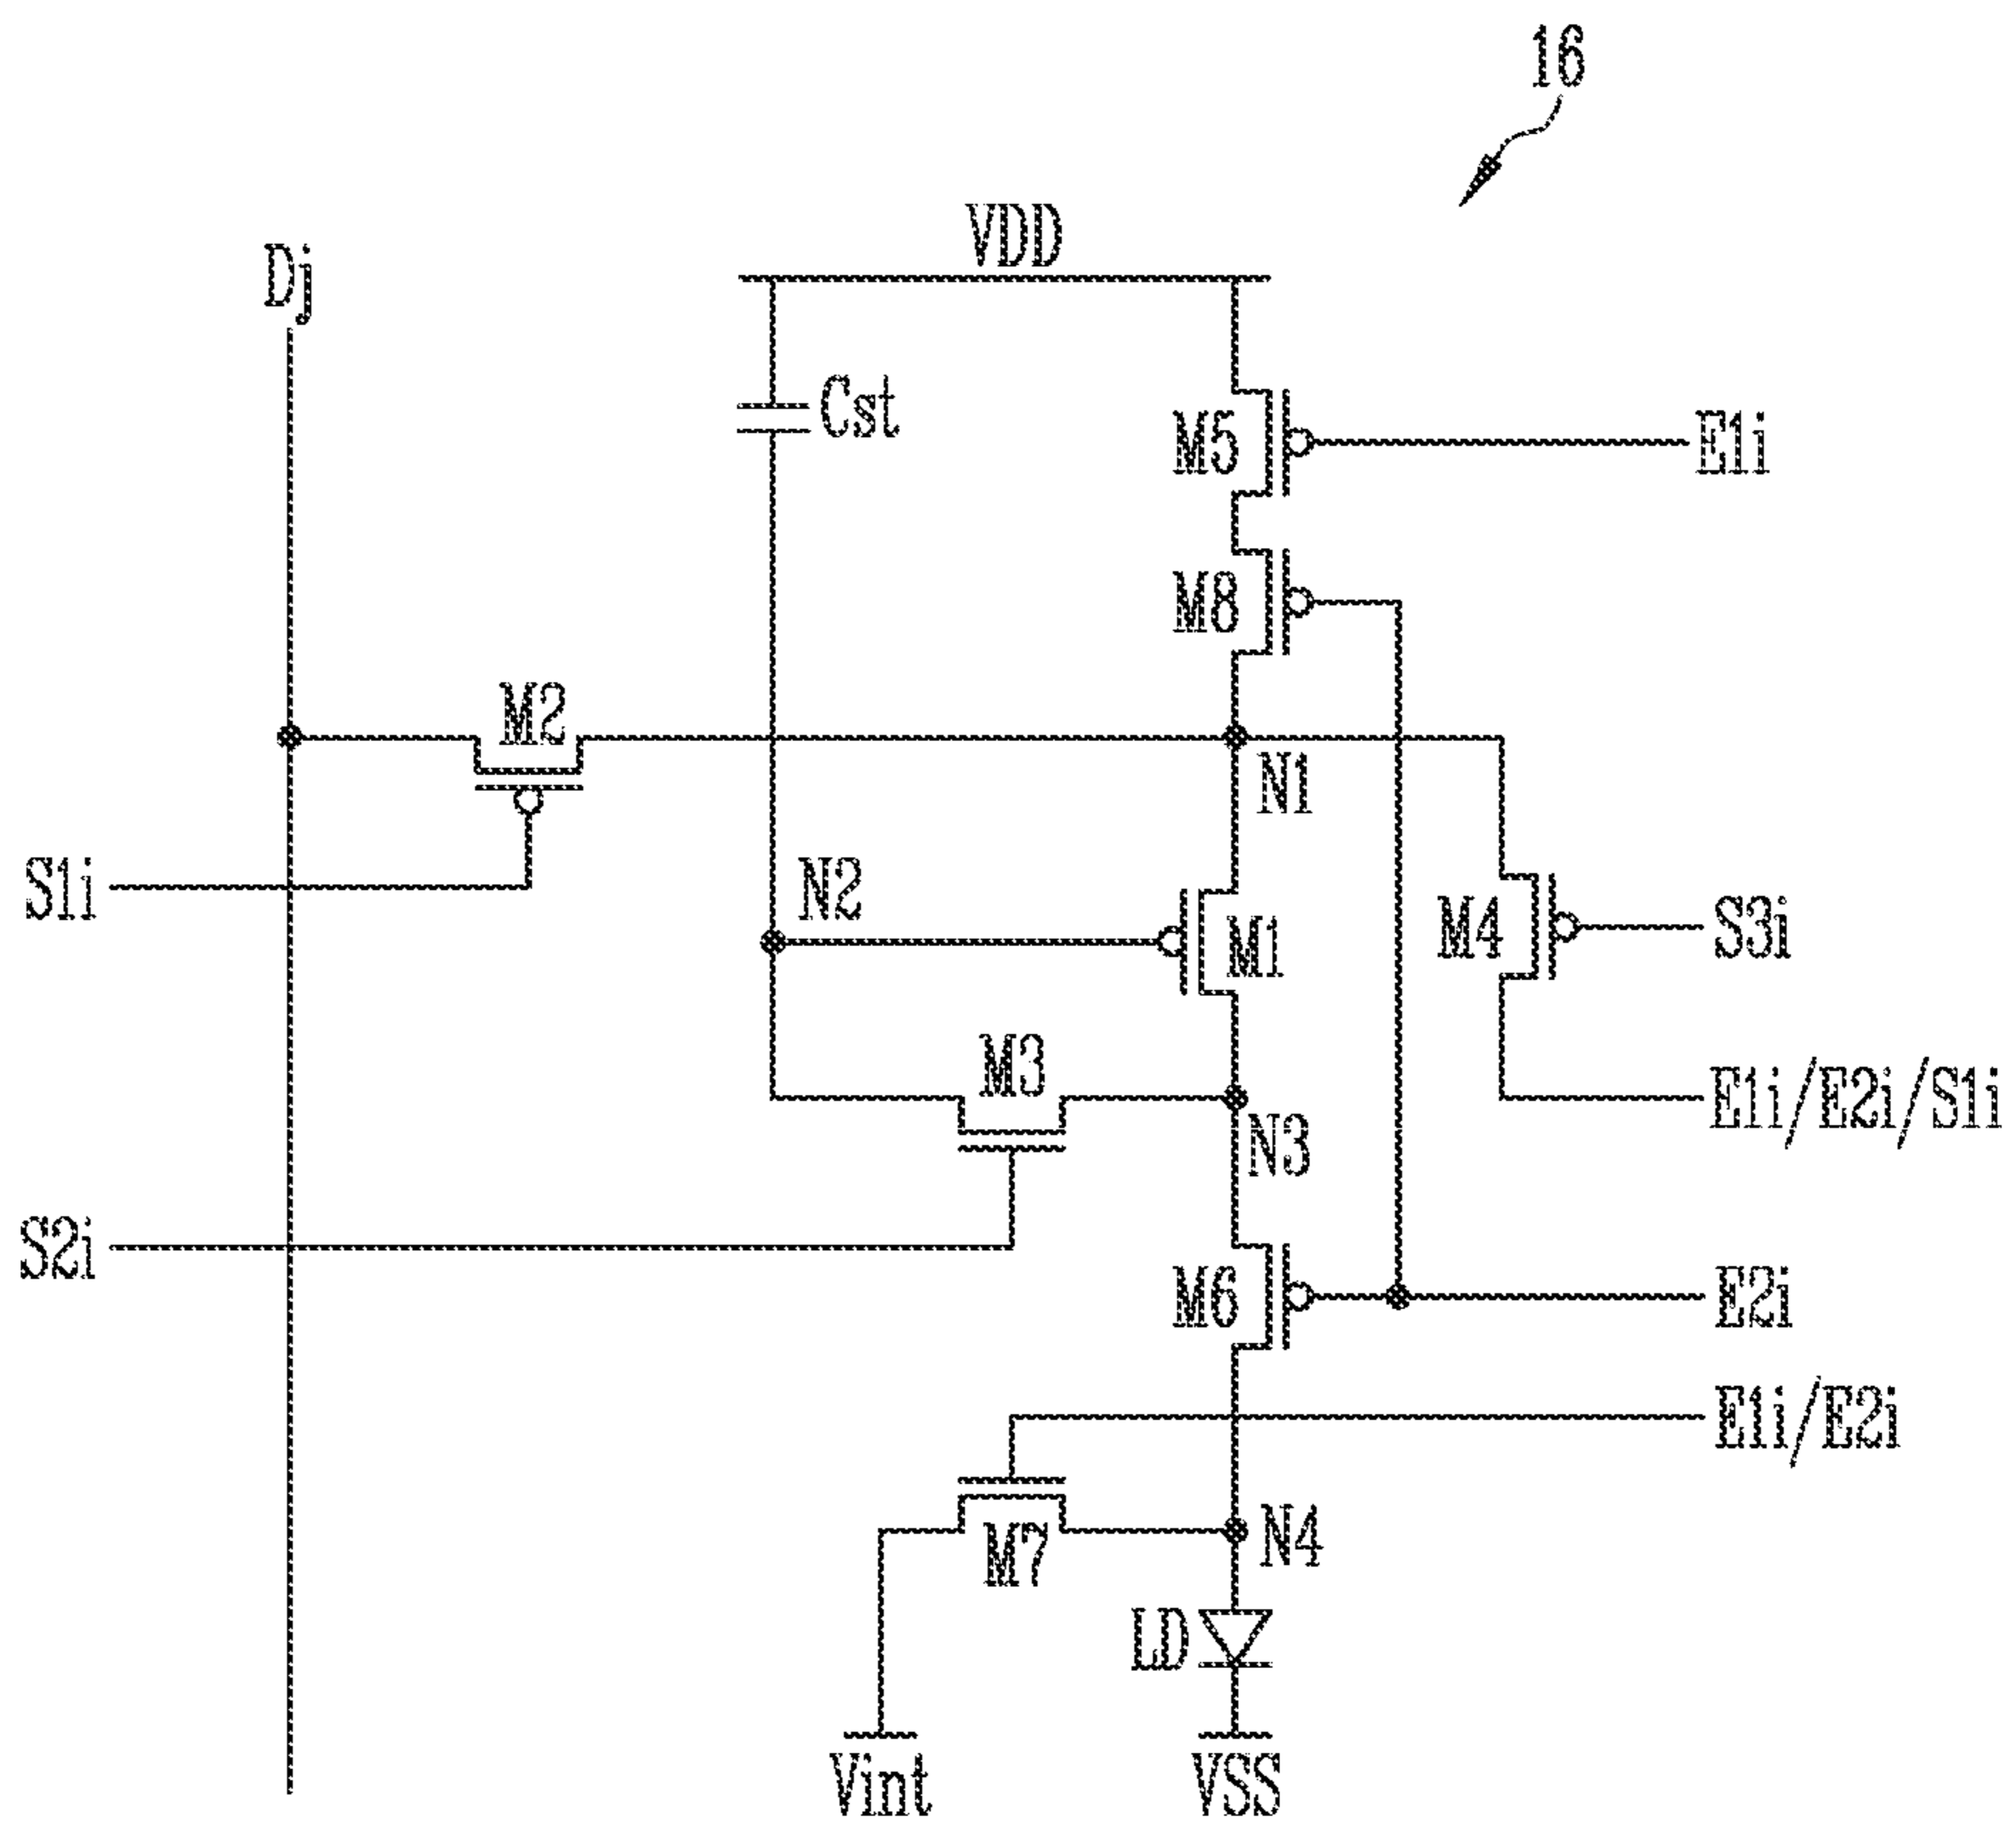 16
VDD
Dj
Cst
M5
E1i
M8
M2
N1
S1i
N2
M1
M4
S3i
M3
E1i/E2i/S1i
N3
S2i
M6
E2i
E1i/E2i
M7
N4
LD
Vint
VSS